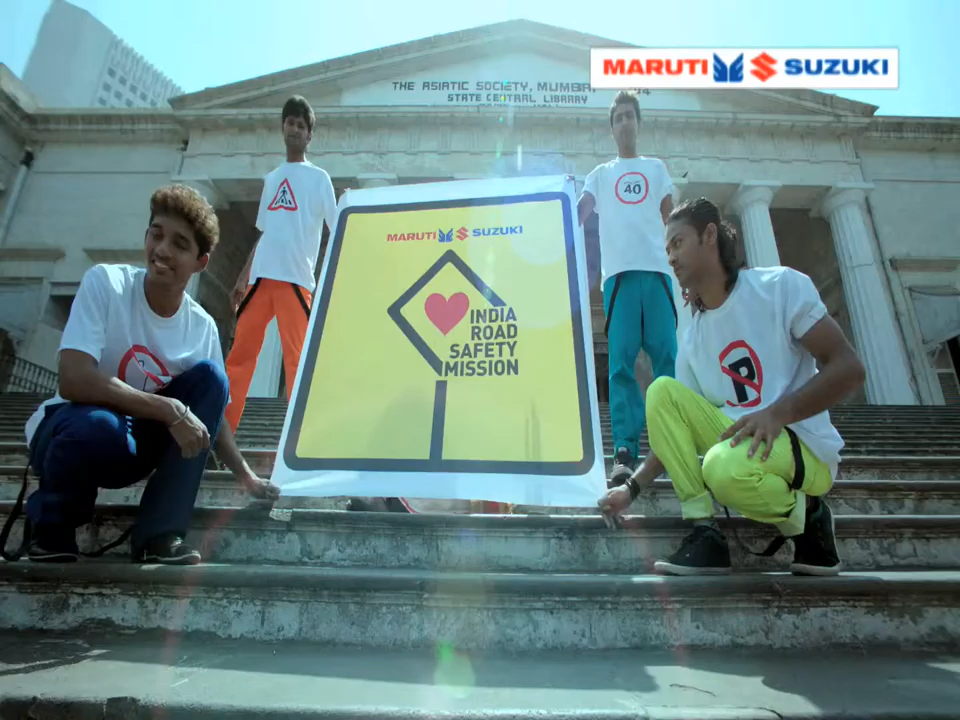 MARUTI SUZUKI
THE ASIATIC SOCIETY, MUMBAI
STATE CENTRAL LIBRARY
40
MARUTI SUZUKI
INDIA
ROAD
SAFETY
MISSION
P